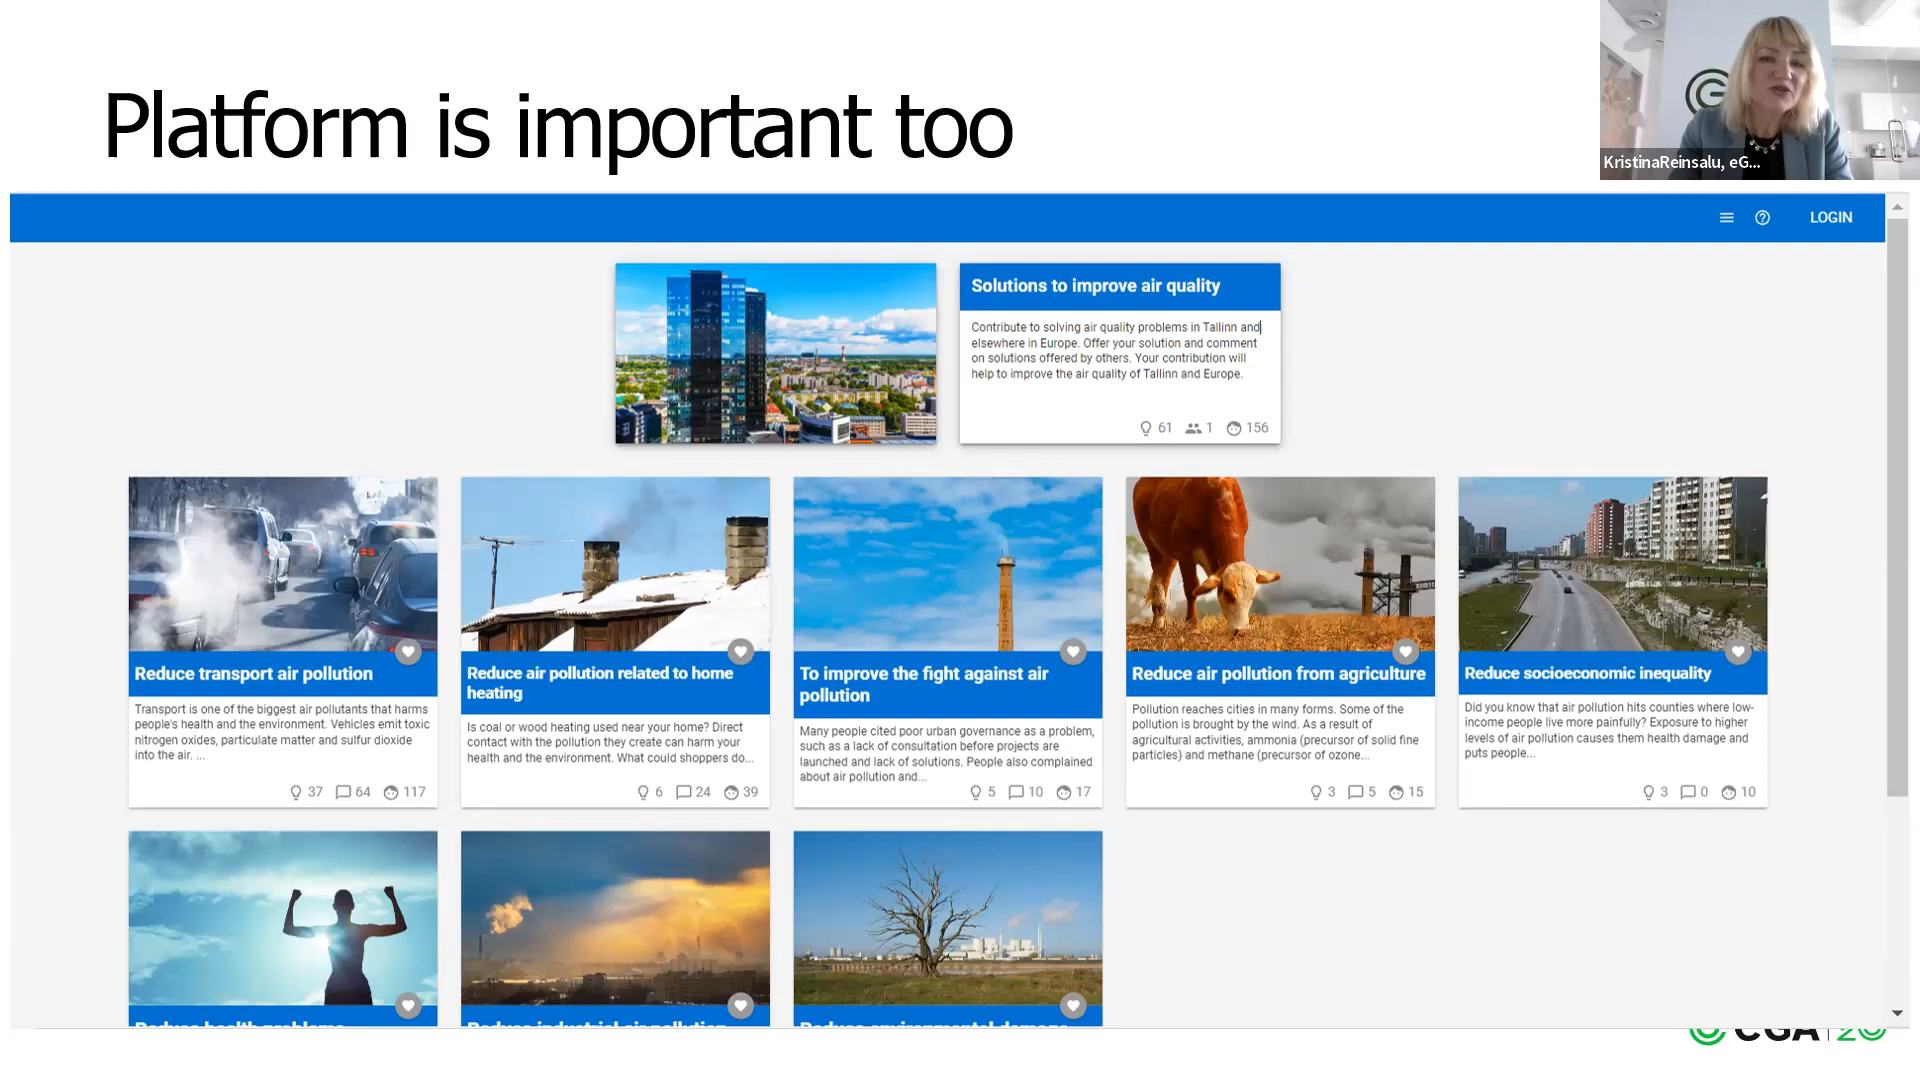 Platform is important too
KristinaReinsalu, eG...
LOGIN
Solutions to improve air quality
Contribute to solving air quality problems in Tallinn and
elsewhere in Europe. Offer your solution and comment
on solutions offered by others. Your contribution will
help to improve the air quality of Tallinn and Europe.
61 1 156
Reduce transport air pollution
Transport is one of the biggest air pollutants that harms
people's health and the environment. Vehicles emit toxic
nitrogen oxides, particulate matter and sulfur dioxide
into the air. ...
37 64 117
Reduce air pollution related to home
heating
Is coal or wood heating used near your home? Direct
contact with the pollution they create can harm your
health and the environment. What could shoppers do...
6 24 39
To improve the fight against air
pollution
Many people cited poor urban governance as a problem,
such as a lack of consultation before projects are
launched and lack of solutions. People also complained
about air pollution and...
5 10 17
Reduce air pollution from agriculture
Pollution reaches cities in many forms. Some of the
pollution is brought by the wind. As a result of
agricultural activities, ammonia (precursor of solid fine
particles) and methane (precursor of ozone...
3 5 15
Reduce socioeconomic inequality
Did you know that air pollution hits counties where low-
income people live more painfully? Exposure to higher
levels of air pollution causes them health damage and
puts people...
3 0 10
Reduce health problems
Reduce industrial air pollution
Reduce environmental damage
20